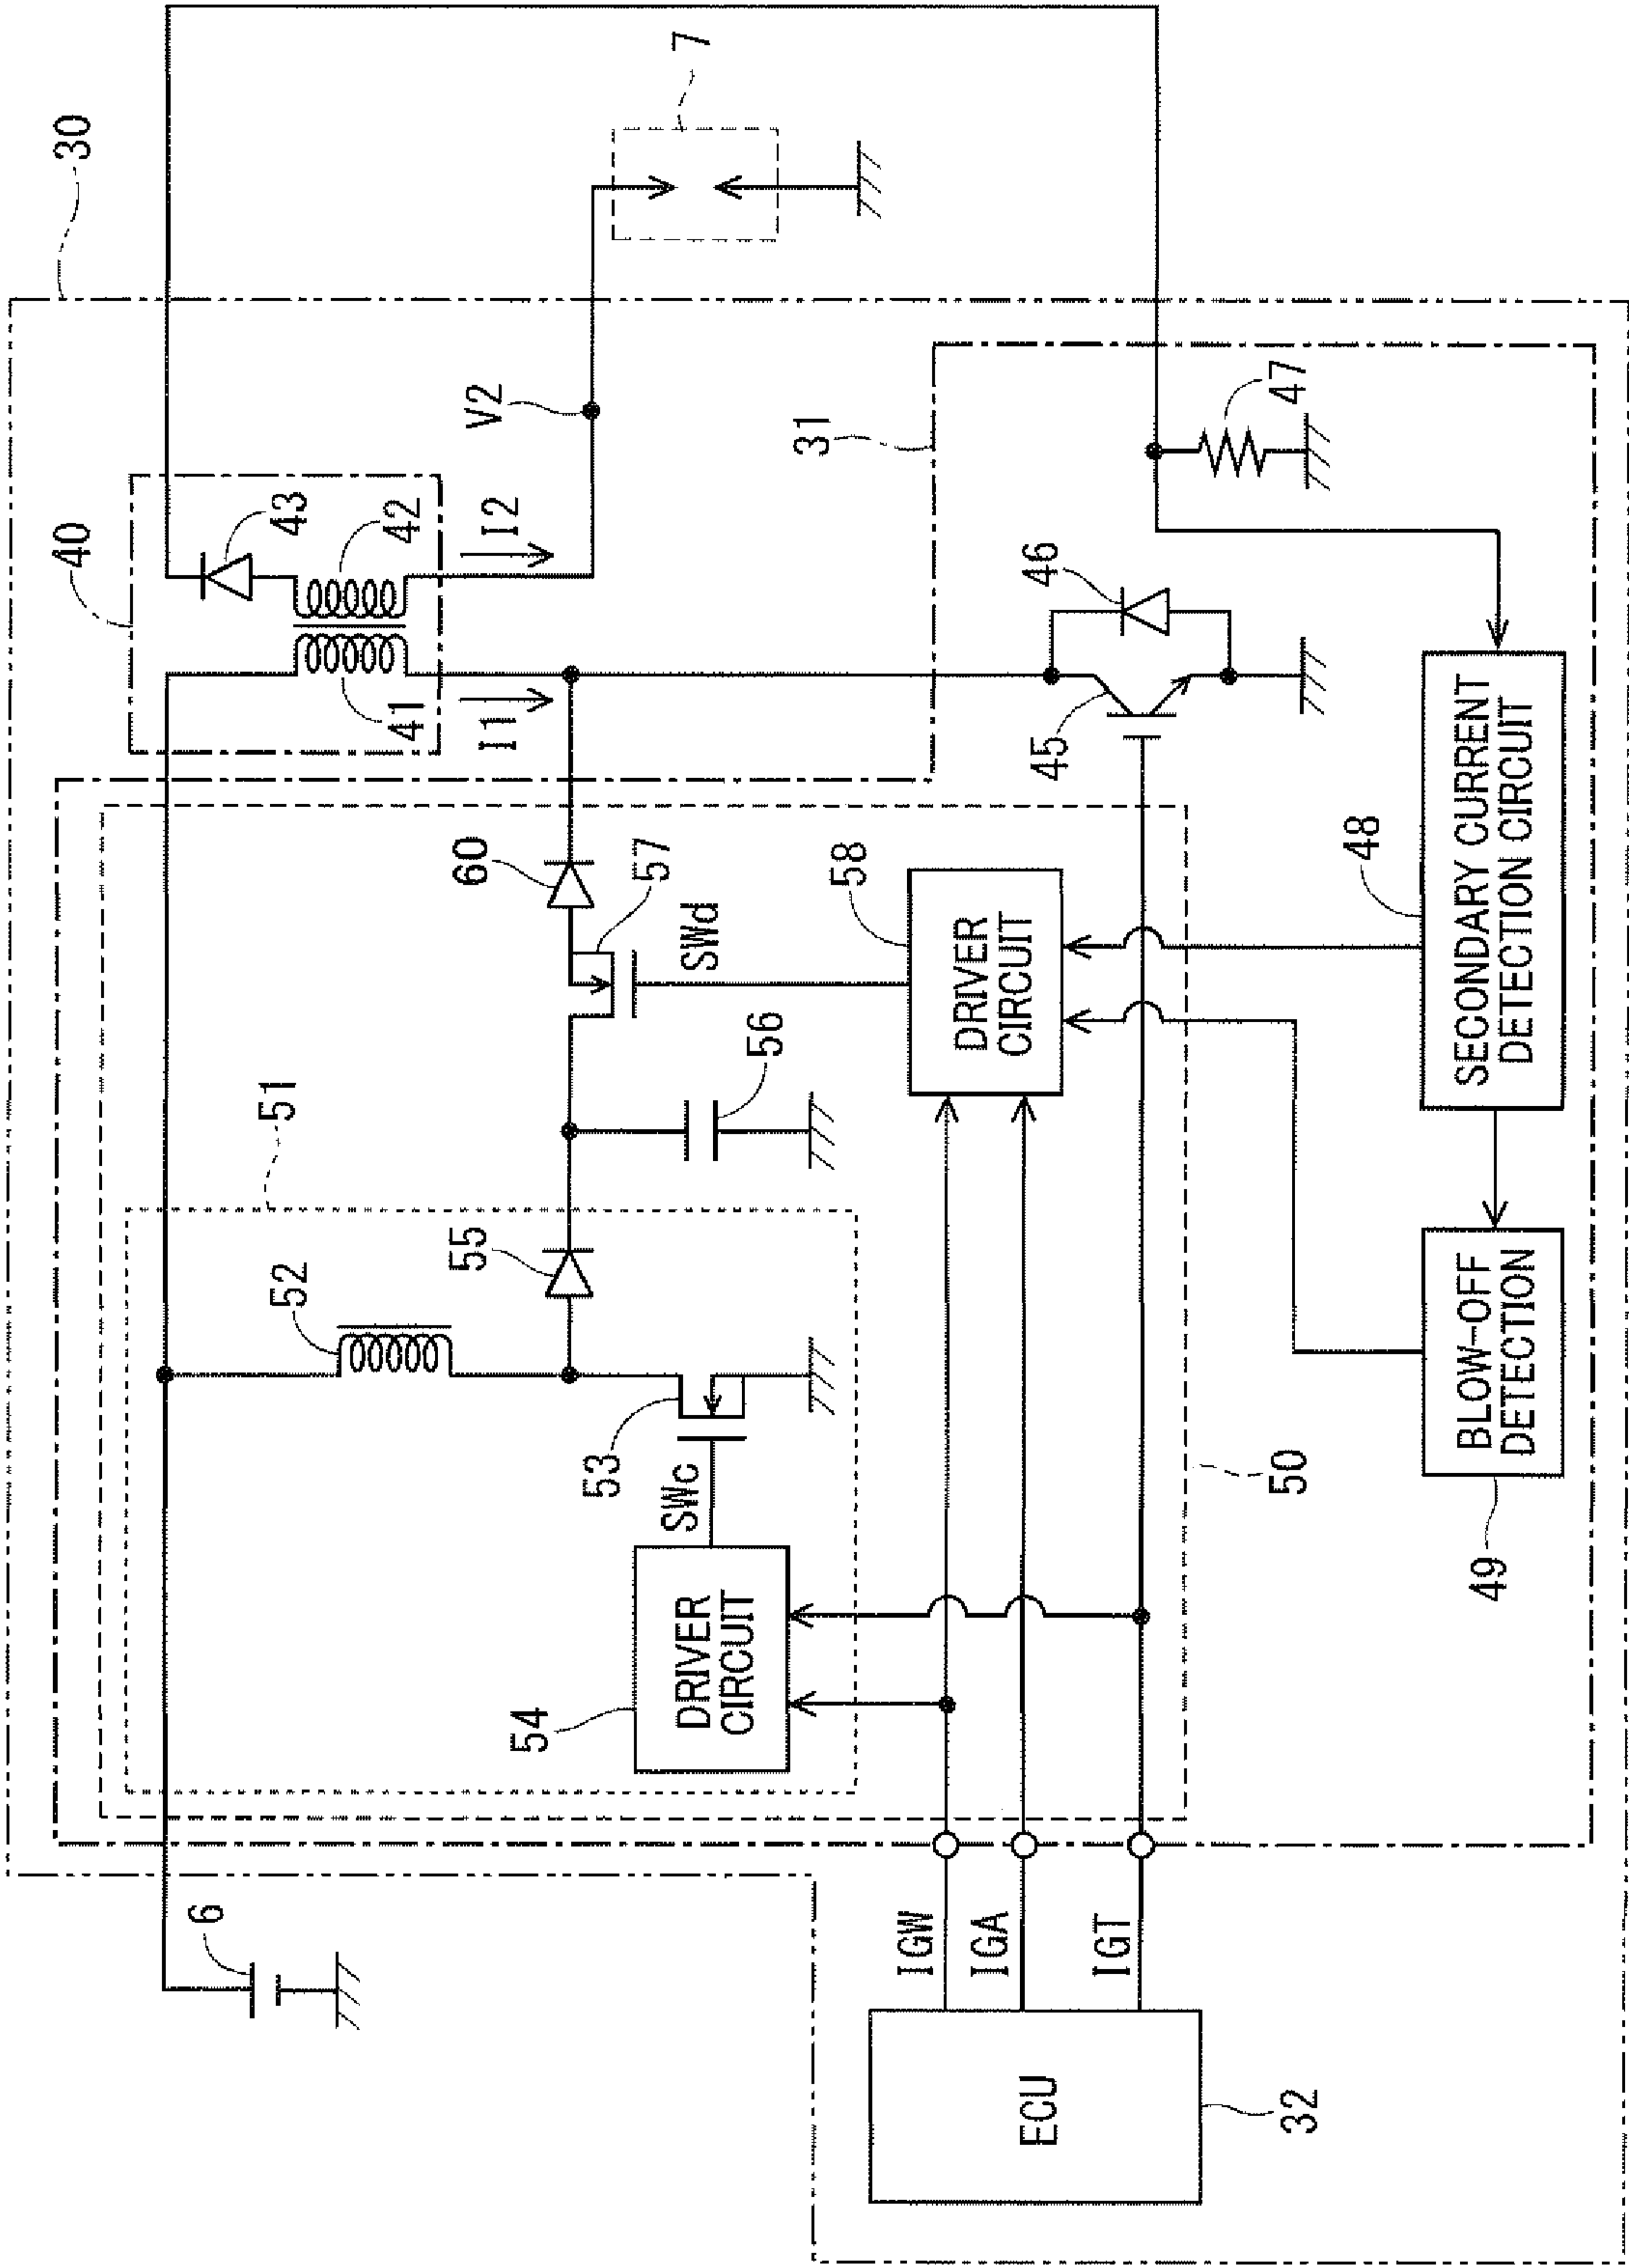 30
40
43
42
41
I1
I2
V2
7
31
6
51
52
55
60
57
56
53
SWc
SWd
54
DRIVER
CIRCUIT
58
DRIVER
CIRCUIT
45
46
47
50
IGW
IGA
IGT
ECU
32
49
BLOW-OFF
DETECTION
48
SECONDARY CURRENT
DETECTION CIRCUIT